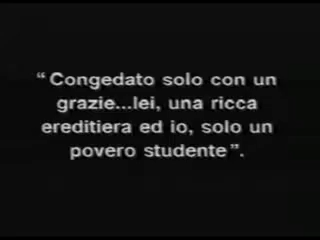 “Congedato solo con un
grazie...lei, una ricca
ereditiera ed io, solo un
povero studente”.